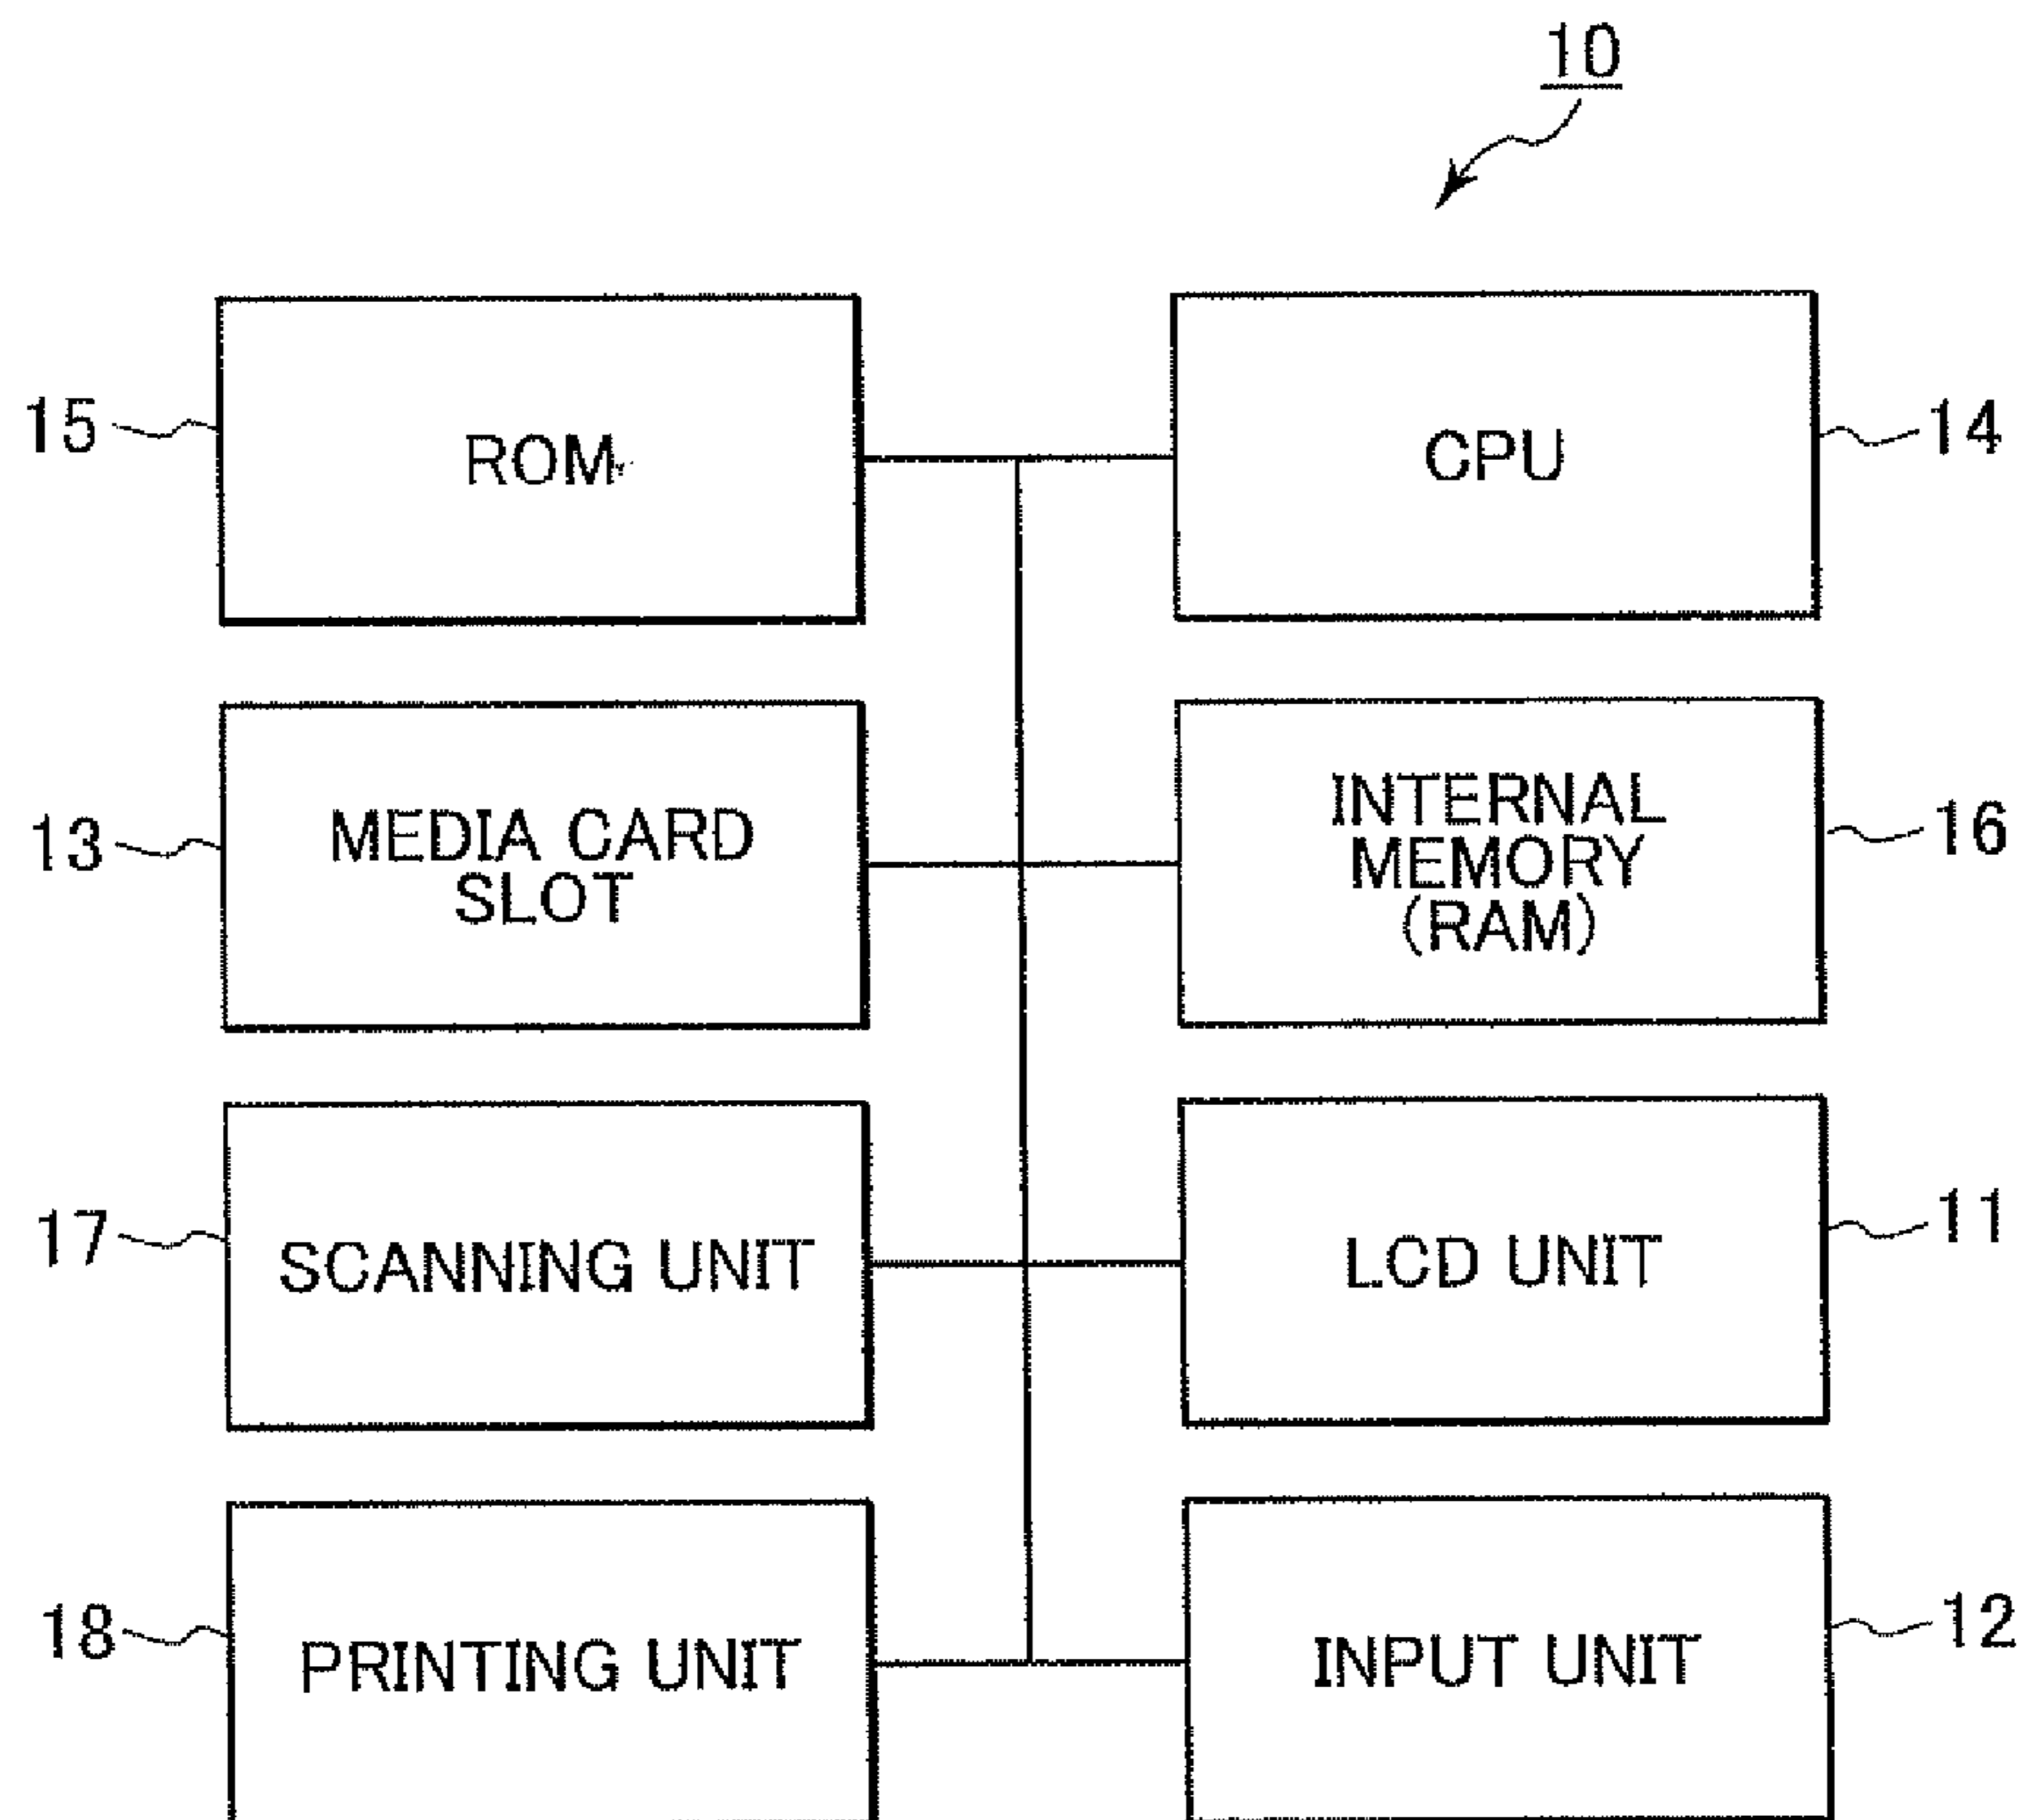 10
15
ROM
CPU
14
13
MEDIA CARD
SLOT
INTERNAL
MEMORY
(RAM)
16
17
SCANNING UNIT
LCD UNIT
11
18
PRINTING UNIT
INPUT UNIT
12